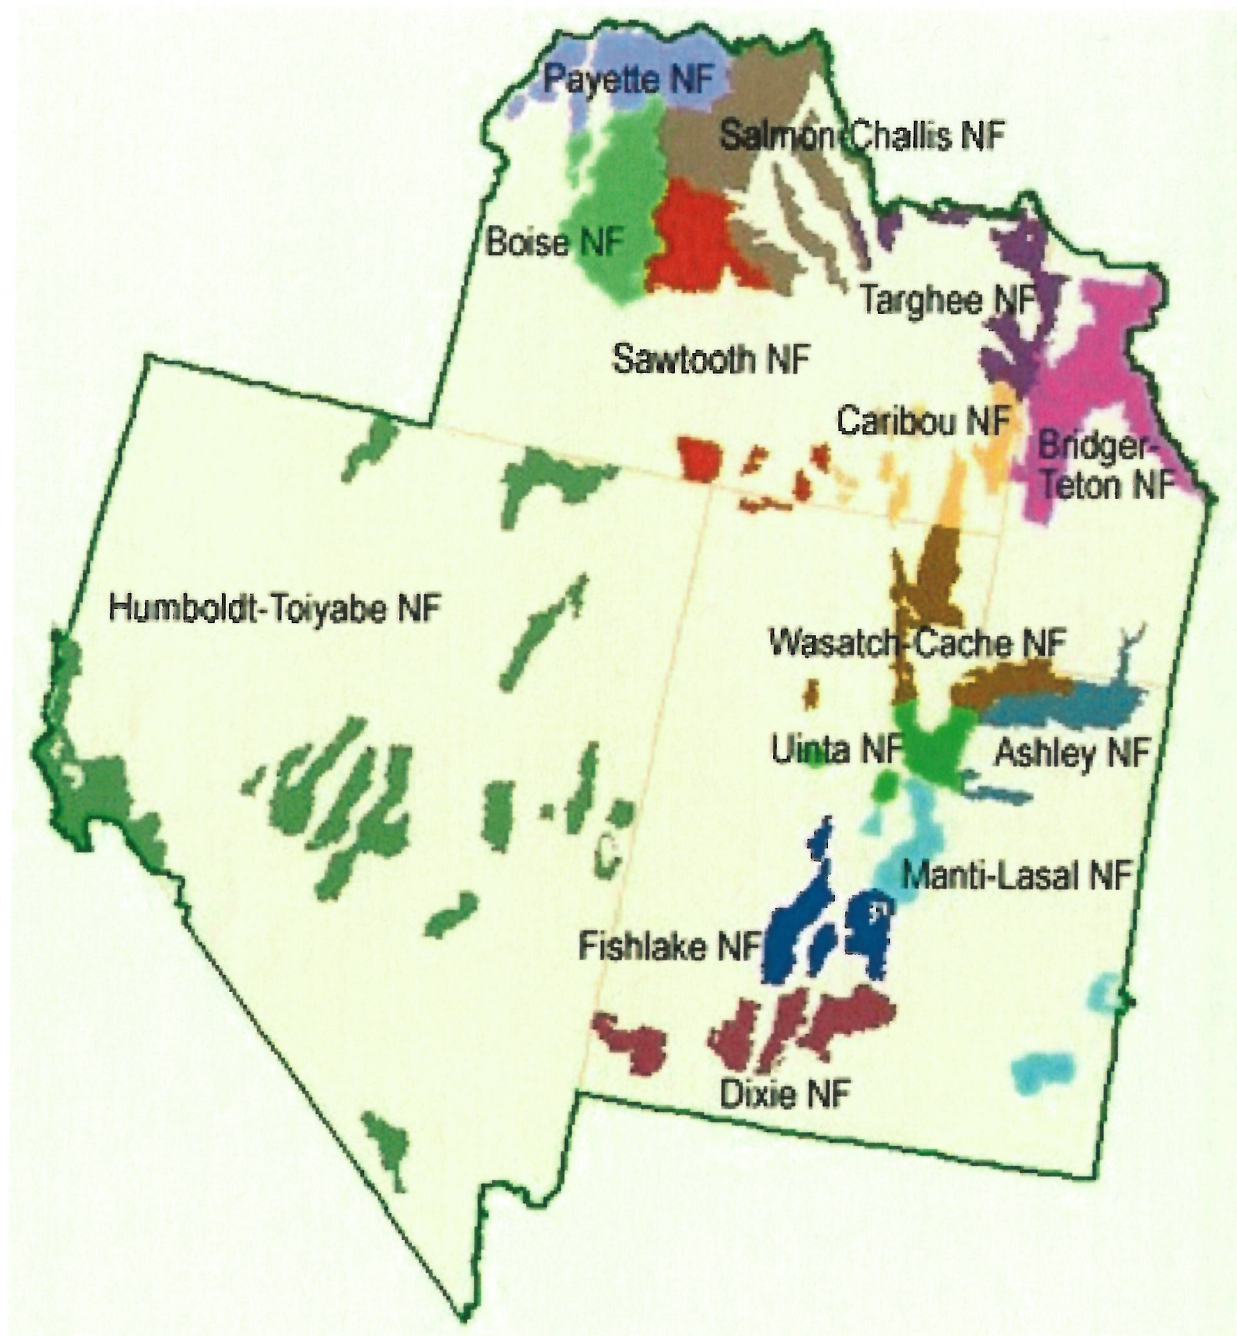 Payette NF
Salmon-Challis NF
Boise NF
Targhee NF
Sawtooth NF
Caribou NF
Bridger-
Teton NF
Humboldt-Toiyabe NF
Wasatch-Cache NF
Uinta NF
Ashley NF
Manti-Lasal NF
Fishlake NF
Dixie NF